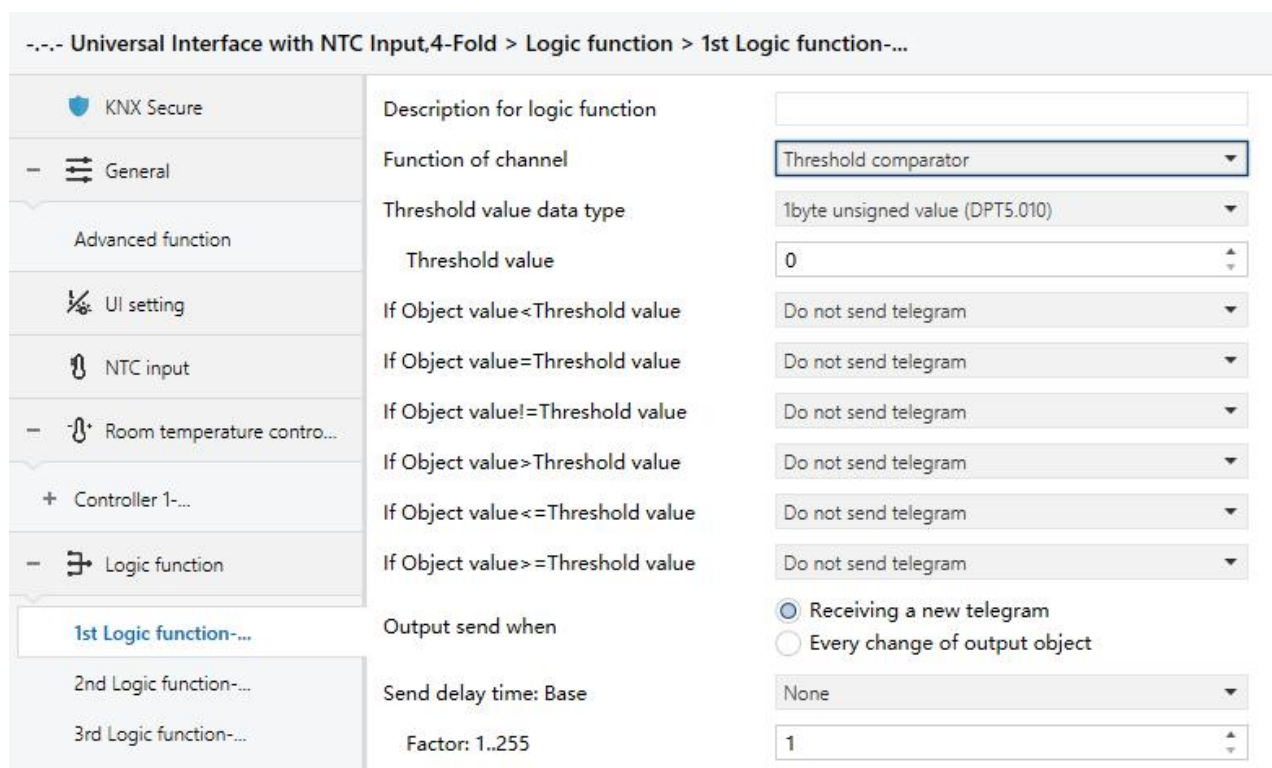 -.-.- Universal Interface with NTC Input,4-Fold > Logic function > 1st Logic function-...
KNX Secure
General
Advanced function
UI setting
NTC input
Room temperature contro...
Controller 1-...
Logic function
1st Logic function-...
2nd Logic function-...
3rd Logic function-...
Description for logic function
Function of channel Threshold comparator
Threshold value data type 1byte unsigned value (DPT5.010)
Threshold value 0
If Object value<Threshold value Do not send telegram
If Object value=Threshold value Do not send telegram
If Object value!=Threshold value Do not send telegram
If Object value>Threshold value Do not send telegram
If Object value<=Threshold value Do not send telegram
If Object value>=Threshold value Do not send telegram
Output send when Receiving a new telegram
Every change of output object
Send delay time: Base None
Factor: 1..255 1